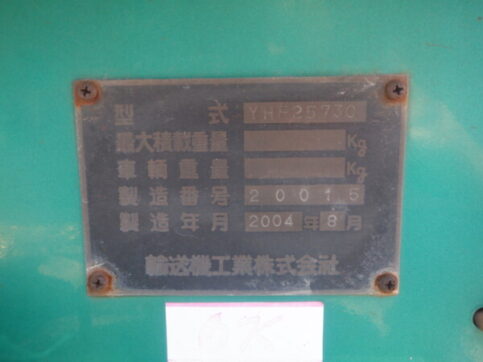 型 式 YHF25730
最大積載重量 Kg
車輌重量 Kg
製造番号 20015
製造年月 2004年8月
輸送機工業株式会社
OK